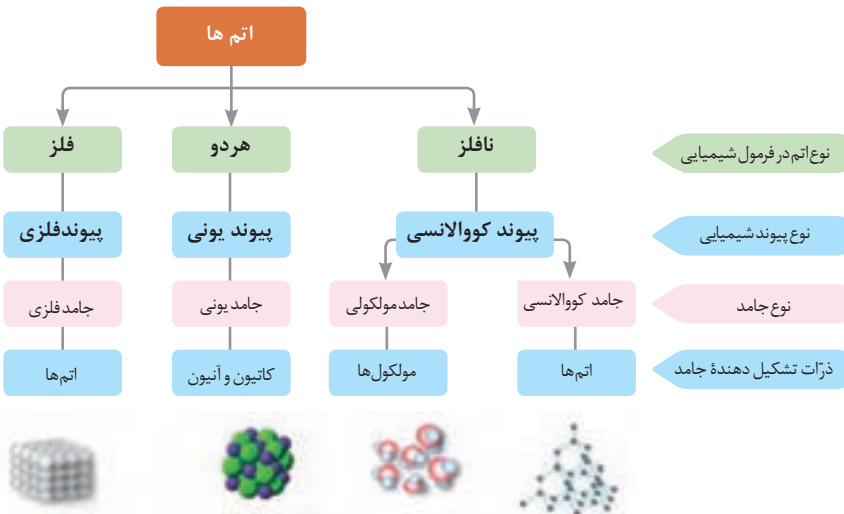 اتم ها
نوع اتم در فرمول شیمیایی
نافلز
هردو
فلز
نوع پیوند شیمیایی
پیوند کووالانسی
پیوند یونی
پیوند فلزی
نوع جامد
جامد کووالانسی
جامد مولکولی
جامد یونی
جامد فلزی
ذرّات تشکیل دهندهٔ جامد
اتم‌ها
مولکول‌ها
کاتیون و آنیون
اتم‌ها